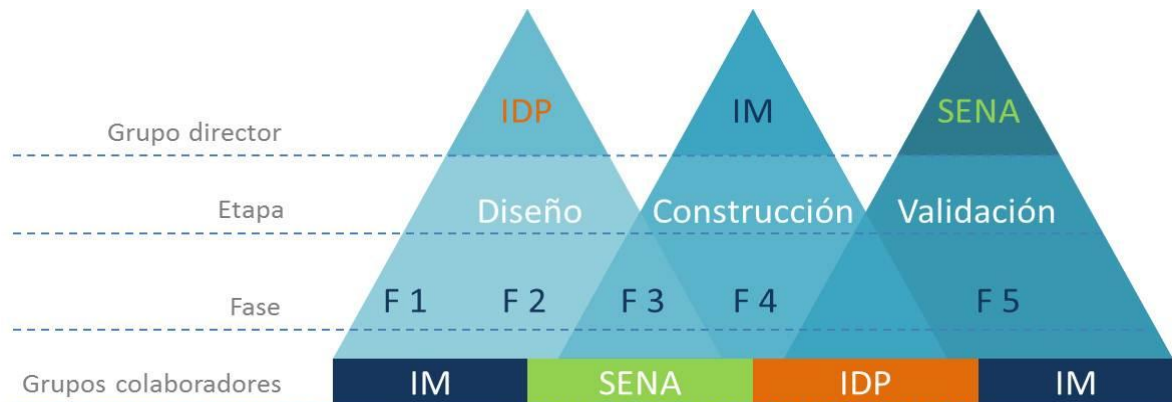 Grupo director IDP IM SENA
Etapa Diseño Construcción Validación
Fase F 1 F 2 F 3 F 4 F 5
Grupos colaboradores IM SENA IDP IM